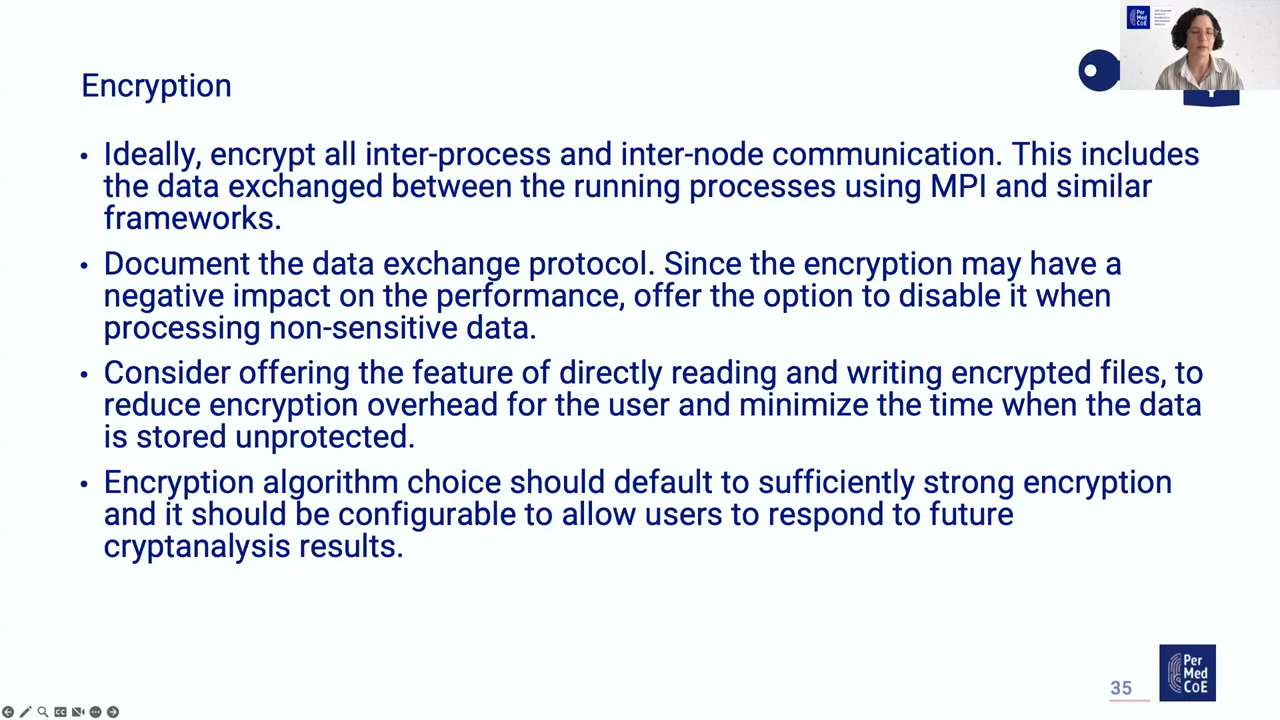 Per
Med
CoE
Encryption
• Ideally, encrypt all inter-process and inter-node communication. This includes
the data exchanged between the running processes using MPI and similar
frameworks.
• Document the data exchange protocol. Since the encryption may have a
negative impact on the performance, offer the option to disable it when
processing non-sensitive data.
• Consider offering the feature of directly reading and writing encrypted files, to
reduce encryption overhead for the user and minimize the time when the data
is stored unprotected.
• Encryption algorithm choice should default to sufficiently strong encryption
and it should be configurable to allow users to respond to future
cryptanalysis results.
35
Per
Med
CoE
CC